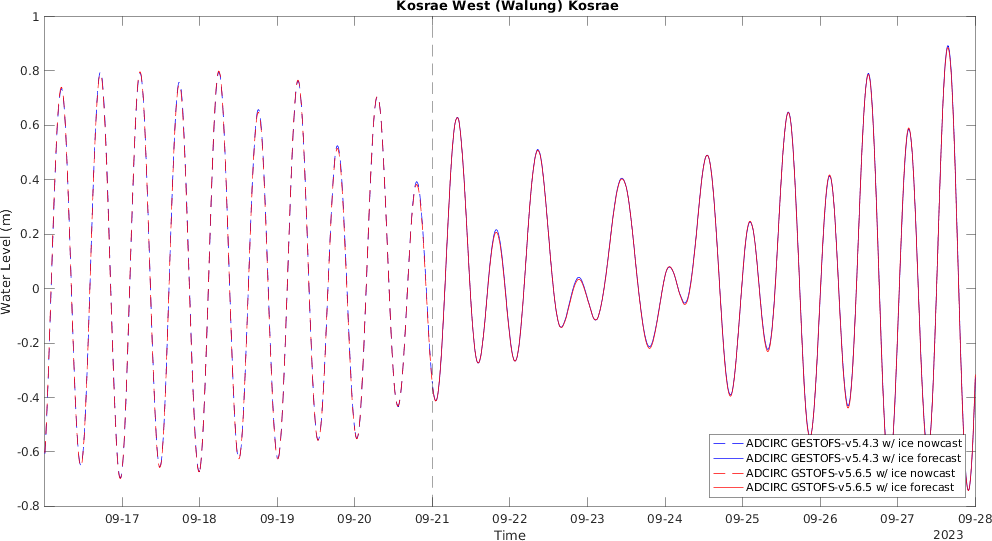 Kosrae West (Walung) Kosrae
1
0.8
0.6
0.4
0.2
0
-0.2
-0.4
-0.6
-0.8
Water Level (m)
ADCIRC GESTOFS-v5.4.3 w/ ice nowcast
ADCIRC GESTOFS-v5.4.3 w/ ice forecast
ADCIRC GSTOFS-v5.6.5 w/ ice nowcast
ADCIRC GSTOFS-v5.6.5 w/ ice forecast
09-17 09-18 09-19 09-20 09-21 09-22 09-23 09-24 09-25 09-26 09-27 09-28
Time
2023